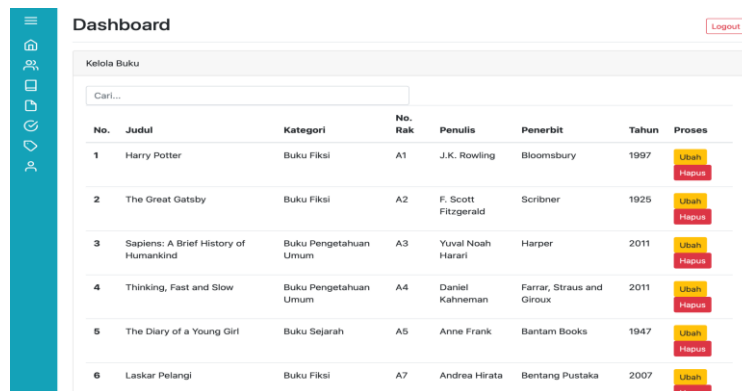 Dashboard
Logout
Kelola Buku
Cari...
No. Judul Kategori No. Rak Penulis Penerbit Tahun Proses
1 Harry Potter Buku Fiksi A1 J.K. Rowling Bloomsbury 1997 Ubah
Hapus
2 The Great Gatsby Buku Fiksi A2 F. Scott Fitzgerald Scribner 1925 Ubah
Hapus
3 Sapiens: A Brief History of Humankind Buku Pengetahuan Umum A3 Yuval Noah Harari Harper 2011 Ubah
Hapus
4 Thinking, Fast and Slow Buku Pengetahuan Umum A4 Daniel Kahneman Farrar, Straus and Giroux 2011 Ubah
Hapus
5 The Diary of a Young Girl Buku Sejarah A5 Anne Frank Bantam Books 1947 Ubah
Hapus
6 Laskar Pelangi Buku Fiksi A7 Andrea Hirata Bentang Pustaka 2007 Ubah